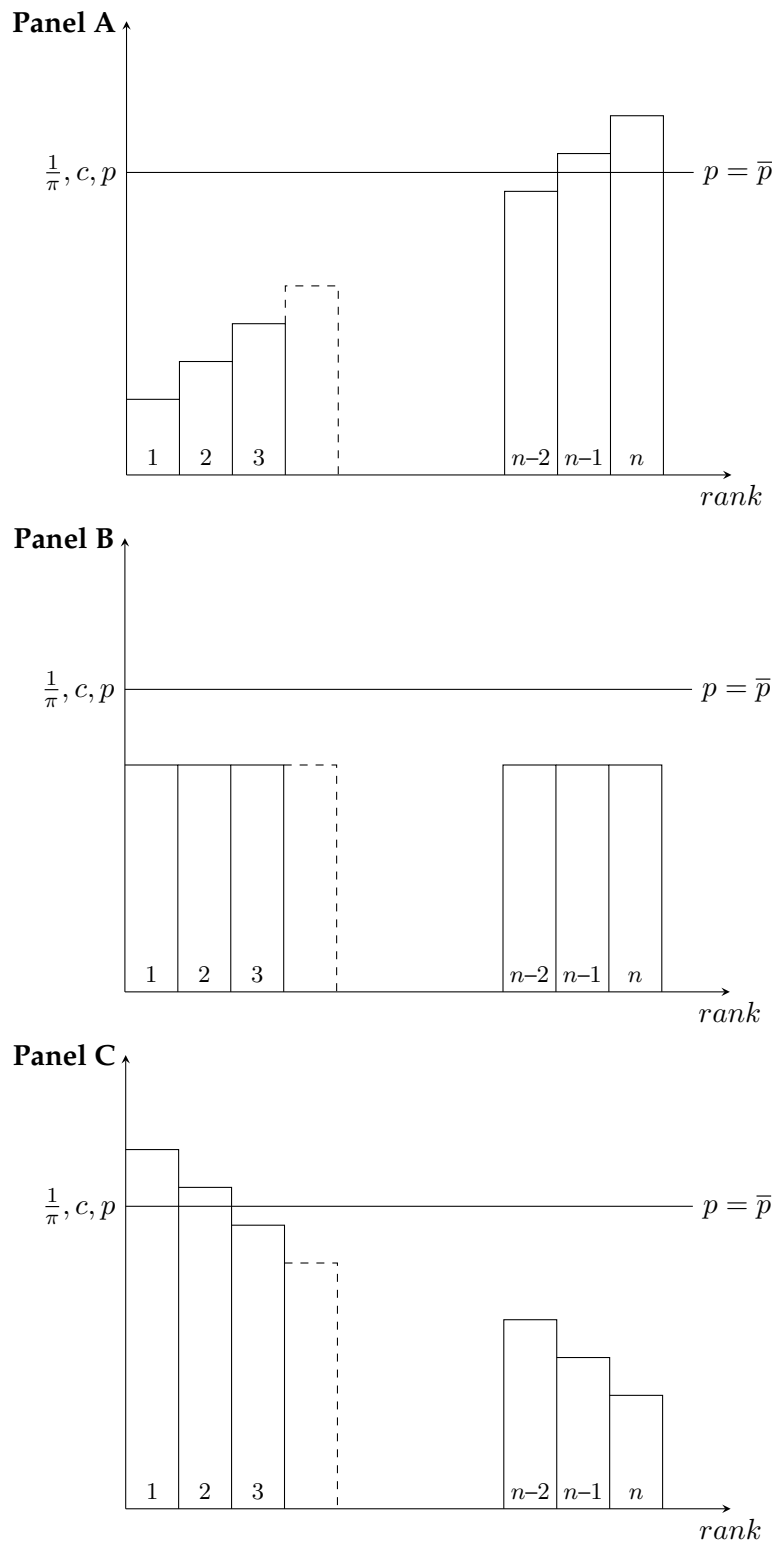 Panel A
1/π, c, p
p = p̅
1 2 3 n–2 n–1 n
rank
Panel B
1/π, c, p
p = p̅
1 2 3 n–2 n–1 n
rank
Panel C
1/π, c, p
p = p̅
1 2 3 n–2 n–1 n
rank